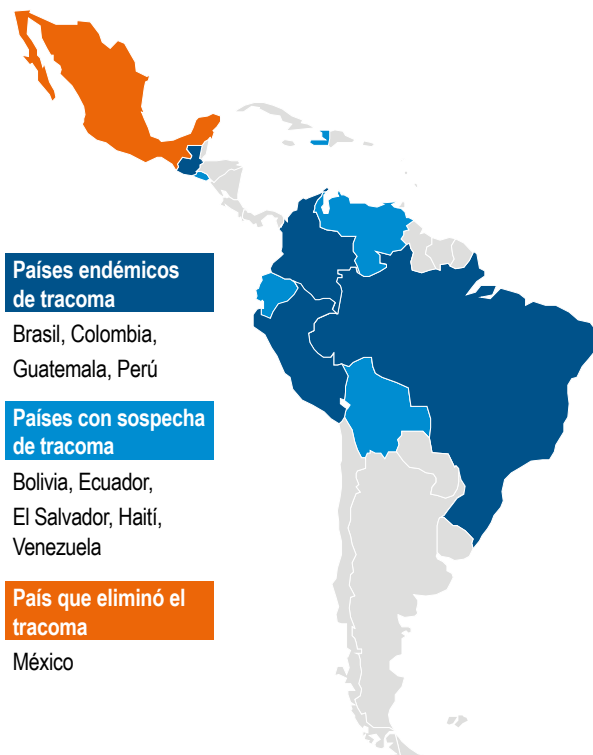 Países endémicos
de tracoma
Brasil, Colombia,
Guatemala, Perú
Países con sospecha
de tracoma
Bolivia, Ecuador,
El Salvador, Haití,
Venezuela
País que eliminó el
tracoma
México